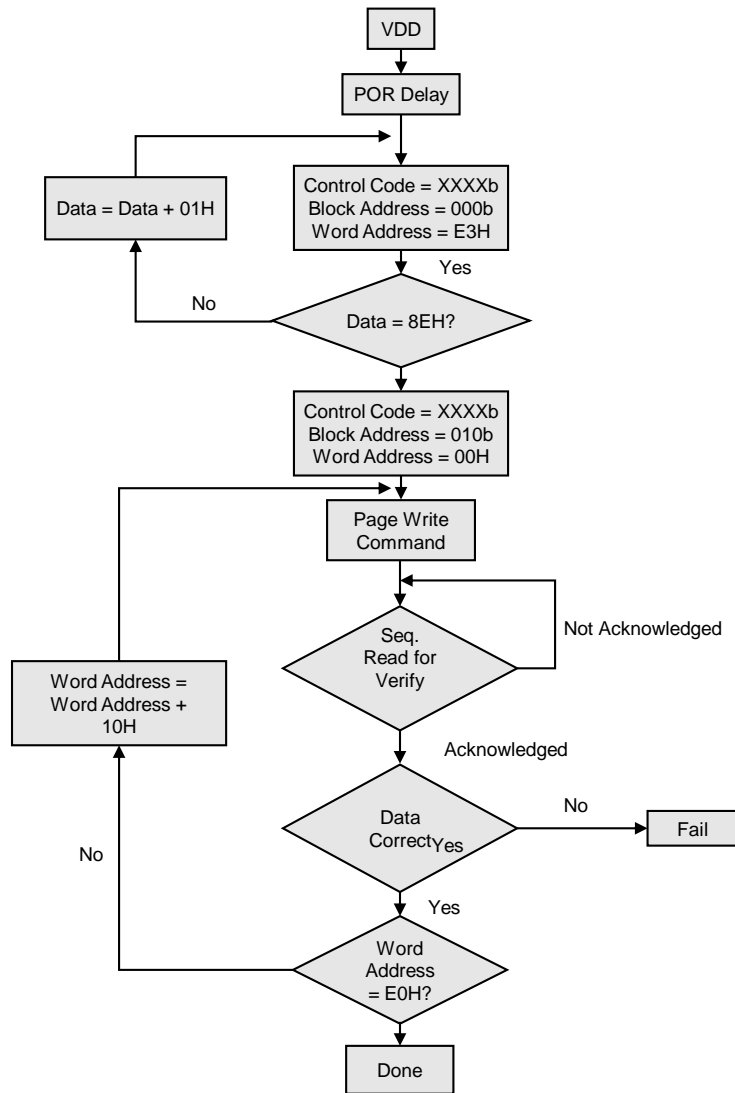 VDD
POR Delay
Data = Data + 01H
Control Code = XXXXb
Block Address = 000b
Word Address = E3H
Yes
No
Data = 8EH?
Control Code = XXXXb
Block Address = 010b
Word Address = 00H
Page Write
Command
Seq.
Read for
Verify
Not Acknowledged
Word Address =
Word Address +
10H
Acknowledged
Data
Correct
Yes
No
Fail
No
Yes
Word
Address
= E0H?
Done